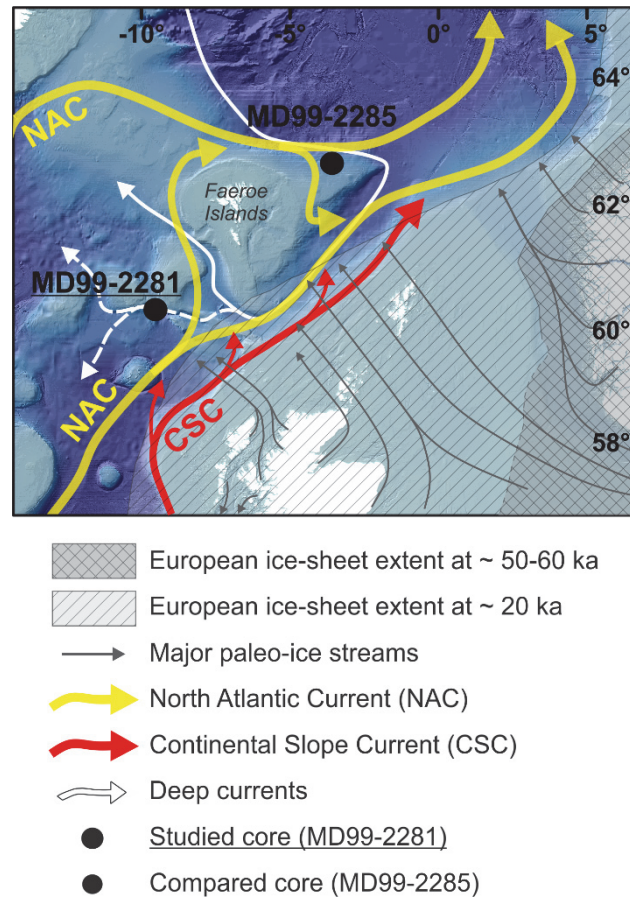 -10° -5° 0° 5°
64°
NAC
MD99-2285
Faeroe
Islands
62°
MD99-2281
60°
NAC
CSC
58°
European ice-sheet extent at ~ 50-60 ka
European ice-sheet extent at ~ 20 ka
Major paleo-ice streams
North Atlantic Current (NAC)
Continental Slope Current (CSC)
Deep currents
Studied core (MD99-2281)
Compared core (MD99-2285)